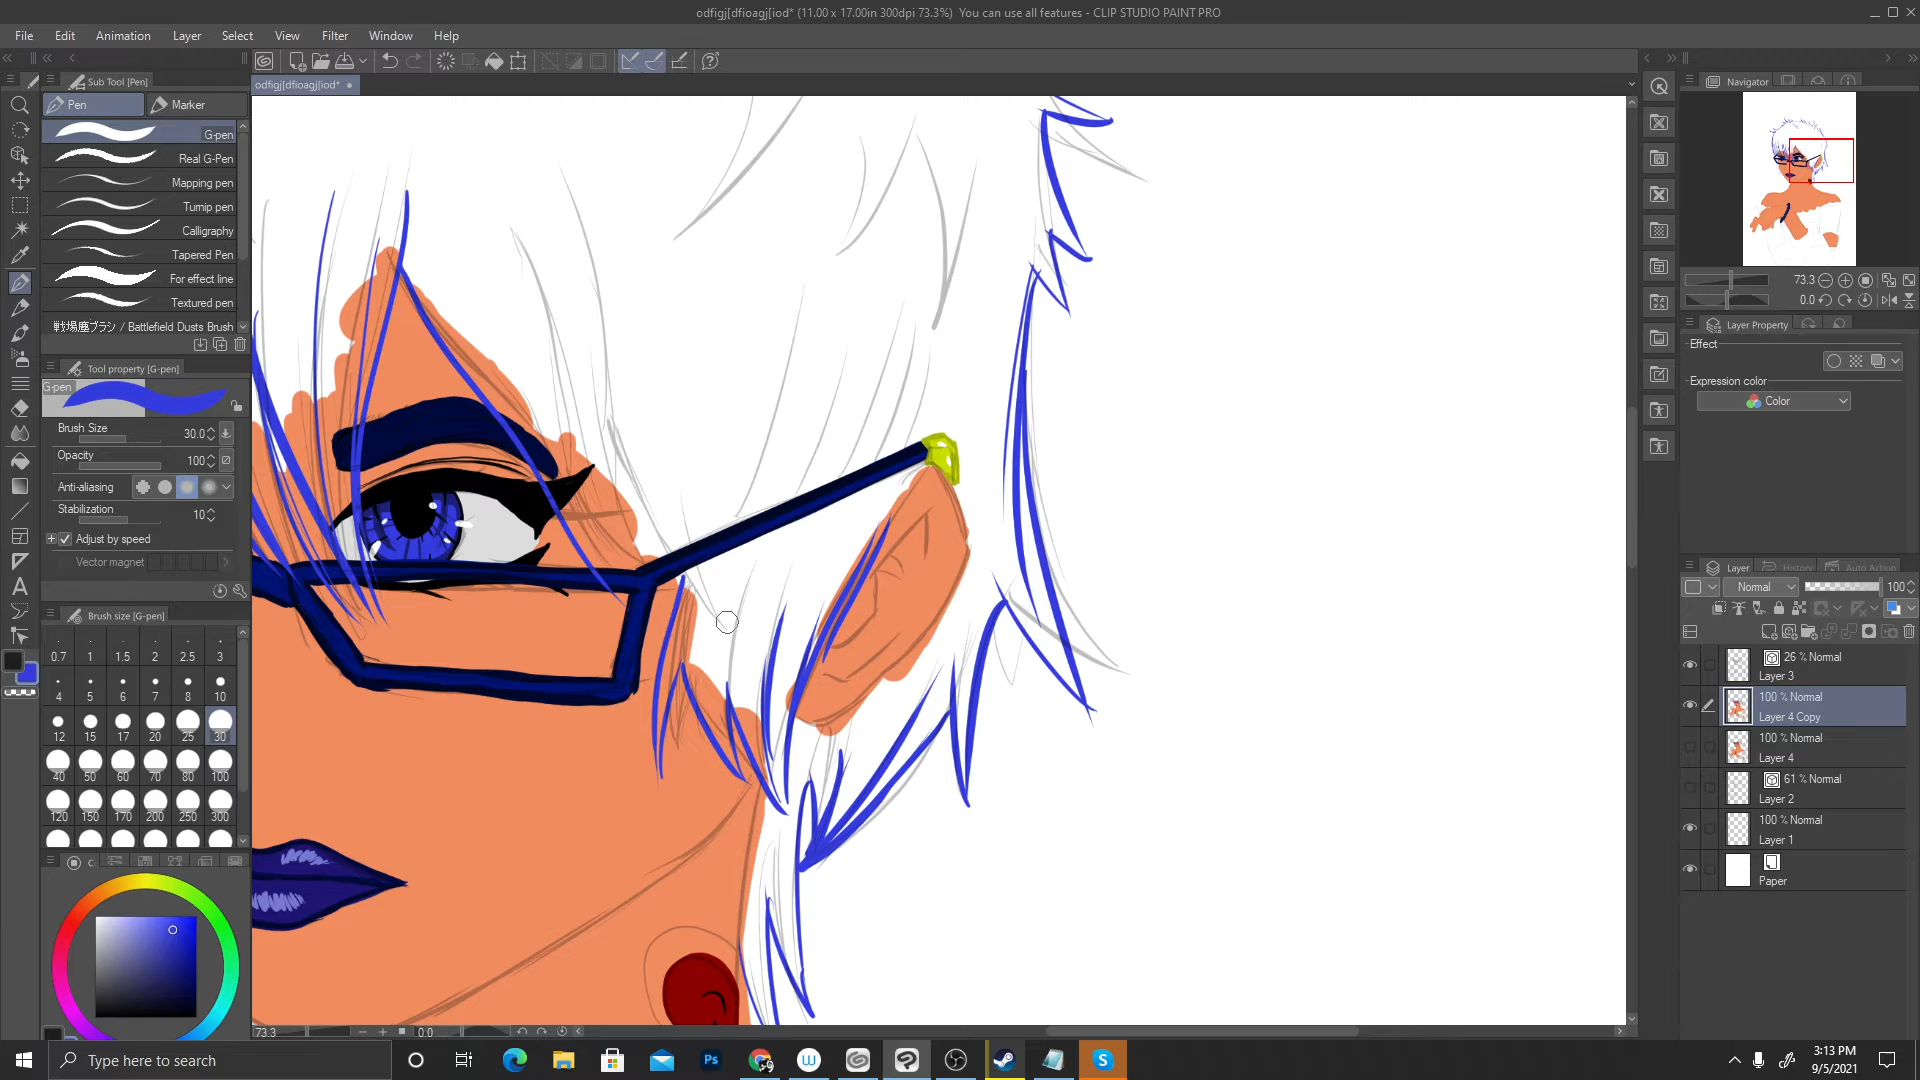 odfigj[dfioagj[iod* (11.00 x 17.00in 300dpi 73.3%)  You can use all features - CLIP STUDIO PAINT PRO
File Edit Animation Layer Select View Filter Window Help
Sub Tool [Pen]
odfigj[dfioagj[iod*
Navigator
Pen Marker
G-pen
Real G-Pen
Mapping pen
Turnip pen
Calligraphy
Tapered Pen
For effect line
Textured pen
戦場塵ブラシ / Battlefield Dusts Brush
73.3
0.0
Layer Property
Effect
Expression color
Color
Tool property [G-pen]
G-pen
Brush Size 30.0
Opacity 100
Anti-aliasing
Stabilization 10
Adjust by speed
Vector magnet
Layer History Auto Action
Normal 100
26 % Normal
Layer 3
100 % Normal
Layer 4 Copy
100 % Normal
Layer 4
61 % Normal
Layer 2
100 % Normal
Layer 1
Paper
Brush size [G-pen]
0.7 1 1.5 2 2.5 3
4 5 6 7 8 10
12 15 17 20 25 30
40 50 60 70 80 100
120 150 170 200 250 300
73.3 0.0
Type here to search
Ps
3:13 PM
9/5/2021